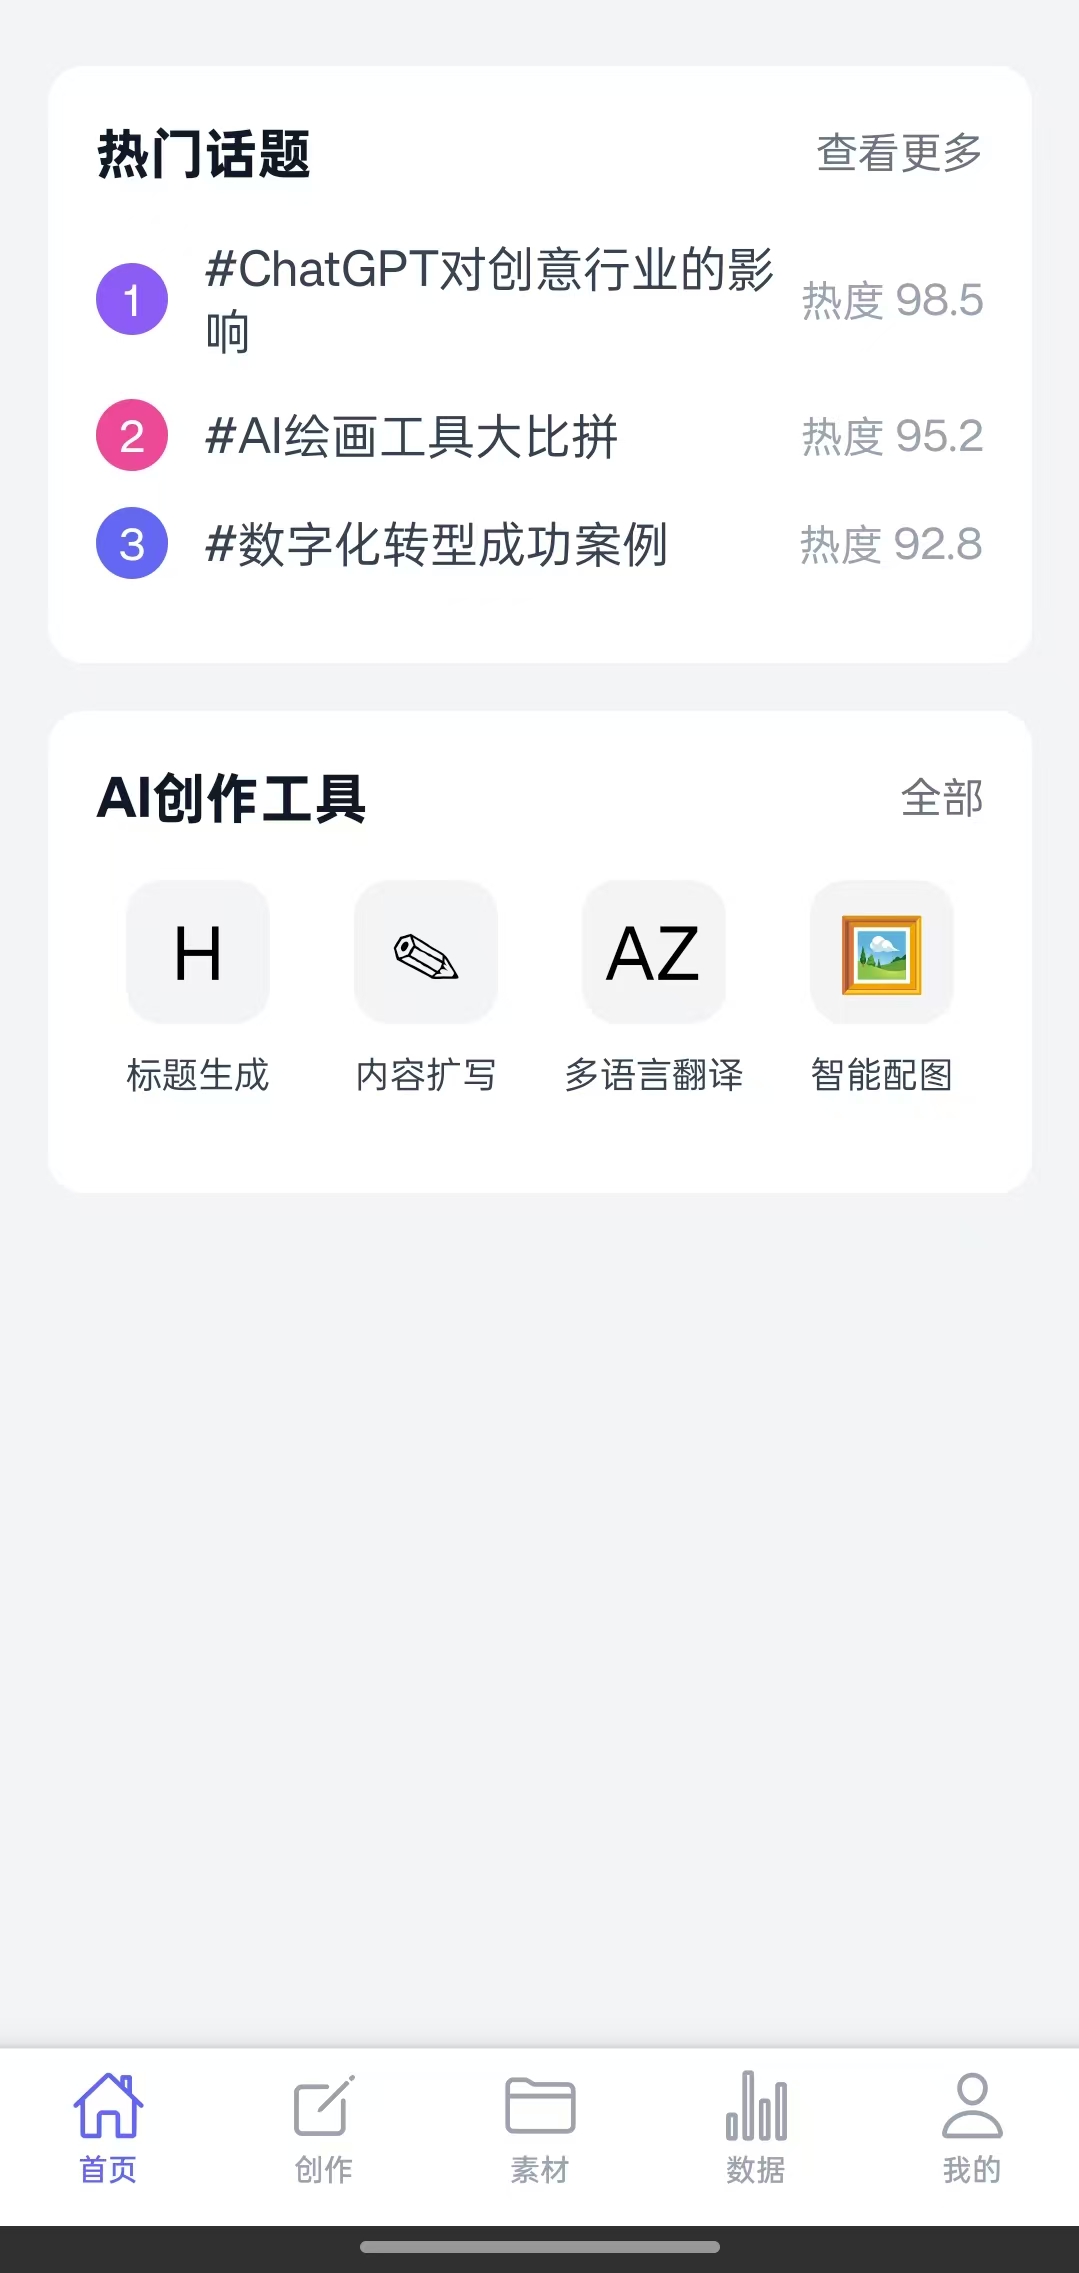 热门话题 查看更多
1 #ChatGPT对创意行业的影
响 热度 98.5
2 #AI绘画工具大比拼 热度 95.2
3 #数字化转型成功案例 热度 92.8
AI创作工具 全部
H AZ
标题生成 内容扩写 多语言翻译 智能配图
首页 创作 素材 数据 我的